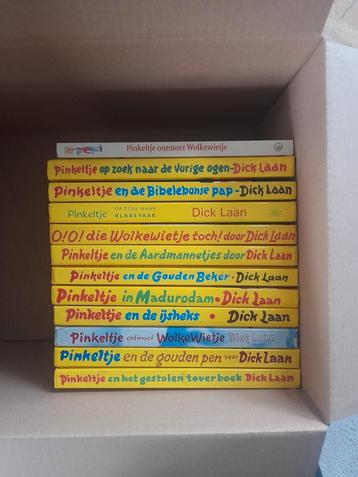 Pinkeltje ontmoet Wolkewietje
Pinkeltje op zoek naar de vurige ogen-Dick Laan
Pinkeltje en de Bibelebonse pap-Dick Laan
Pinkeltje OP ZOEK NAAR KLAAS VAAK Dick Laan
O!O! die Wolkewietje toch! door Dick Laan
Pinkeltje en de Aardmannetjes door Dick Laan
Pinkeltje en de Gouden Beker · Dick Laan
Pinkeltje in Madurodam · Dick Laan
Pinkeltje en de ijsheks · Dick Laan
Pinkeltje ontmoet WolkeWietje Dick Laan
Pinkeltje en de gouden pen voor Dick Laan
Pinkeltje en het gestolen toverboek Dick Laan